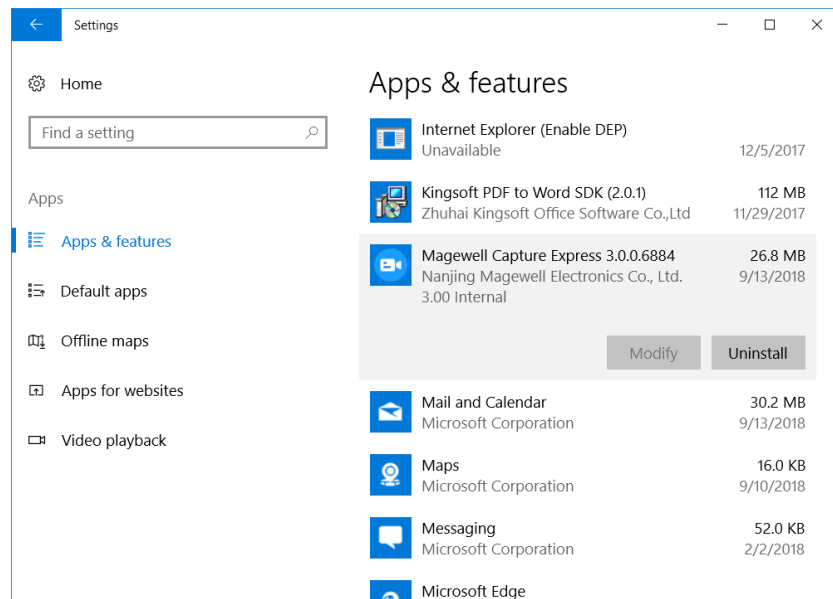 Settings
Home
Find a setting
Apps
Apps & features
Default apps
Offline maps
Apps for websites
Video playback
Apps & features
Internet Explorer (Enable DEP)
Unavailable 12/5/2017
Kingsoft PDF to Word SDK (2.0.1) 112 MB
Zhuhai Kingsoft Office Software Co.,Ltd 11/29/2017
Magewell Capture Express 3.0.0.6884 26.8 MB
Nanjing Magewell Electronics Co., Ltd. 9/13/2018
3.00 Internal
Modify Uninstall
Mail and Calendar 30.2 MB
Microsoft Corporation 9/13/2018
Maps 16.0 KB
Microsoft Corporation 9/10/2018
Messaging 52.0 KB
Microsoft Corporation 2/2/2018
Microsoft Edge